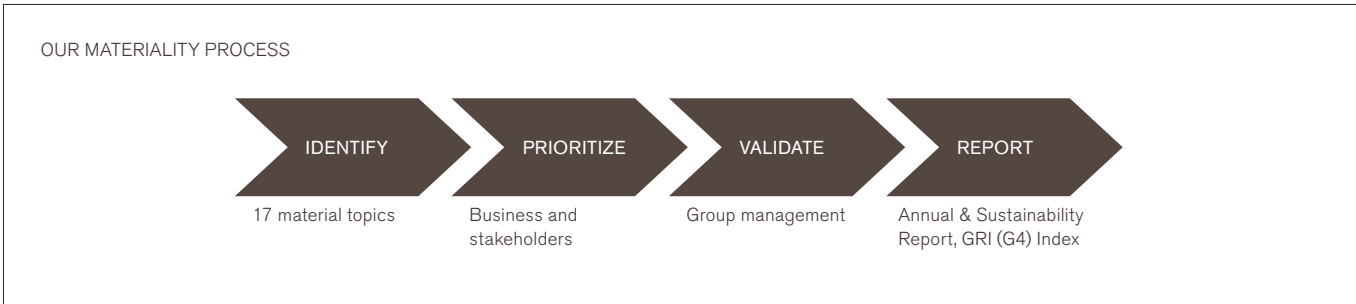 OUR MATERIALITY PROCESS
IDENTIFY
PRIORITIZE
VALIDATE
REPORT
17 material topics
Business and
stakeholders
Group management
Annual & Sustainability
Report, GRI (G4) Index